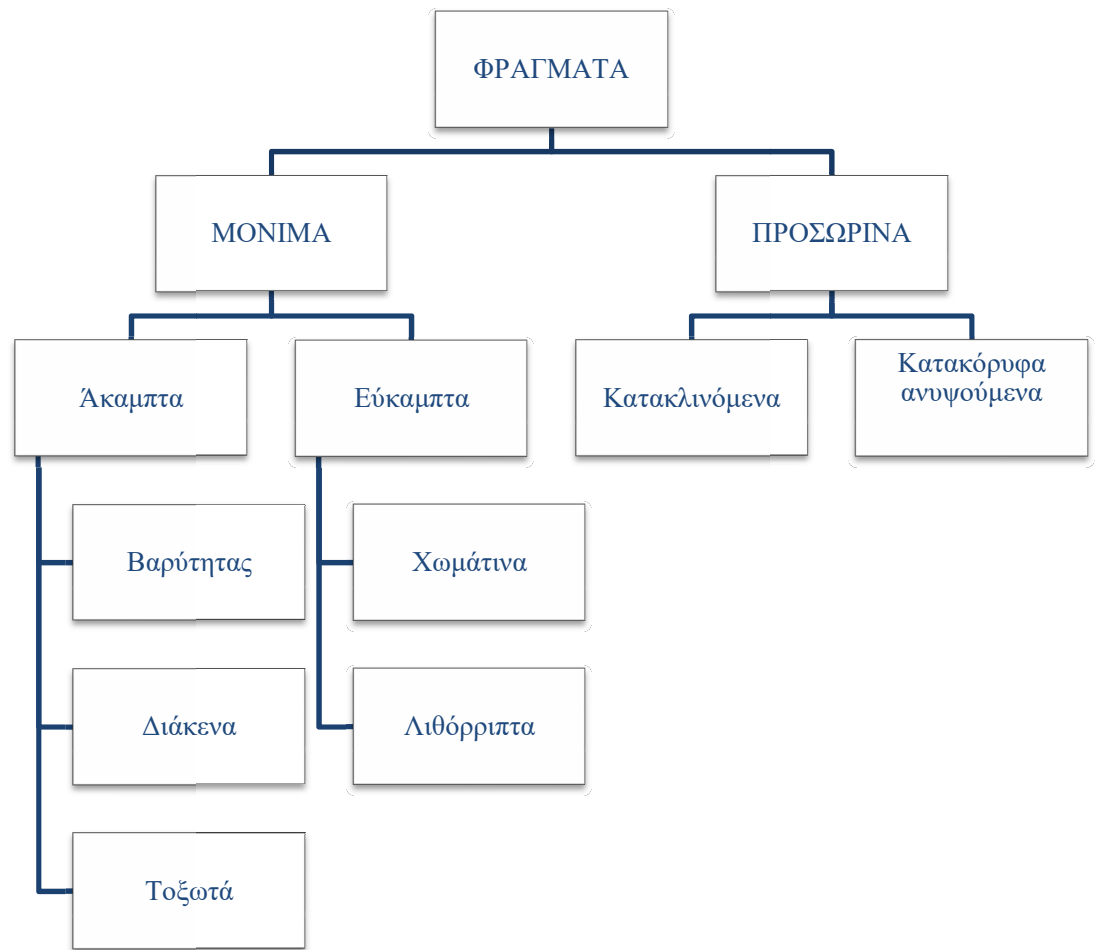 ΦΡΑΓΜΑΤΑ
ΜΟΝΙΜΑ
ΠΡΟΣΩΡΙΝΑ
Άκαμπτα
Εύκαμπτα
Κατακλινόμενα
Κατακόρυφα
ανυψούμενα
Βαρύτητας
Χωμάτινα
Διάκενα
Λιθόρριπτα
Τοξωτά